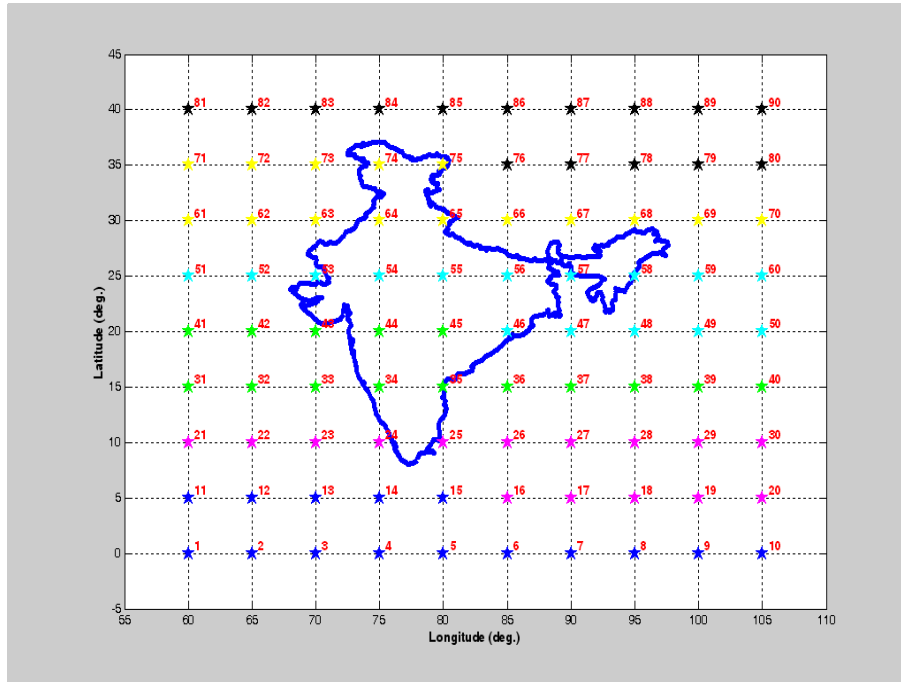 45
40 81 82 83 84 85 86 87 88 89 90
35 71 72 73 74 75 76 77 78 79 80
30 61 62 63 64 65 66 67 68 69 70
25 51 52 53 54 55 56 57 58 59 60
20 41 42 43 44 45 46 47 48 49 50
15 31 32 33 34 35 36 37 38 39 40
10 21 22 23 24 25 26 27 28 29 30
5 11 12 13 14 15 16 17 18 19 20
0 1 2 3 4 5 6 7 8 9 10
-5
55 60 65 70 75 80 85 90 95 100 105 110
Latitude (deg.)
Longitude (deg.)